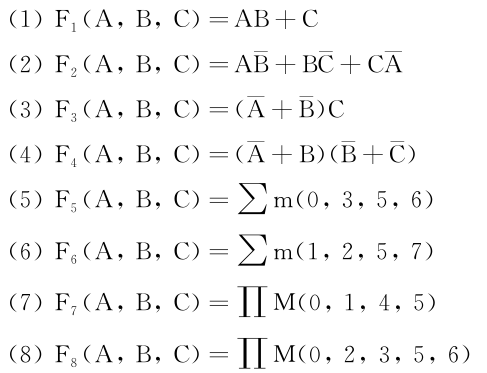 (1) F₁(A, B, C)=AB+C
(2) F₂(A, B, C)=AB̅+BC̅+CA̅
(3) F₃(A, B, C)=(A̅+B̅)C
(4) F₄(A, B, C)=(A̅+B)(B̅+C̅)
(5) F₅(A, B, C)=∑m(0, 3, 5, 6)
(6) F₆(A, B, C)=∑m(1, 2, 5, 7)
(7) F₇(A, B, C)=∏M(0, 1, 4, 5)
(8) F₈(A, B, C)=∏M(0, 2, 3, 5, 6)